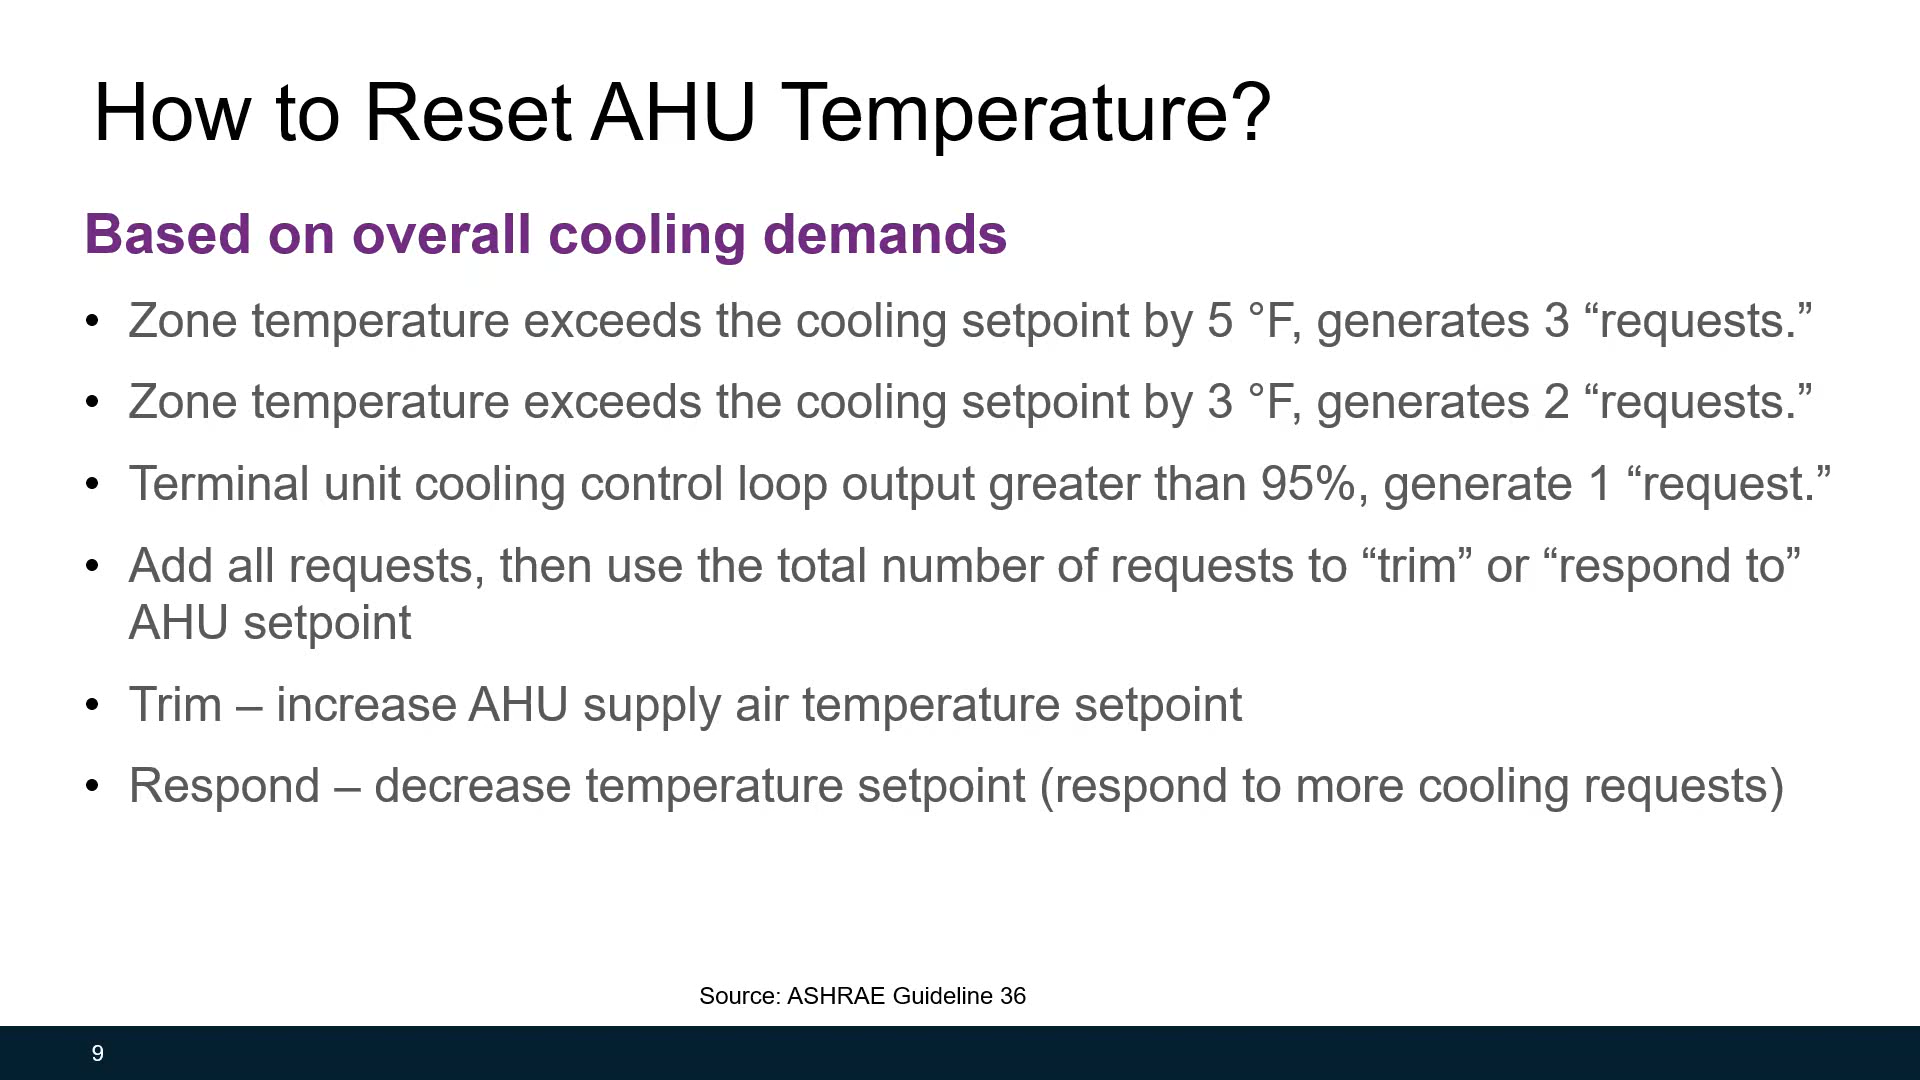 How to Reset AHU Temperature?
Based on overall cooling demands
• Zone temperature exceeds the cooling setpoint by 5 °F, generates 3 “requests.”
• Zone temperature exceeds the cooling setpoint by 3 °F, generates 2 “requests.”
• Terminal unit cooling control loop output greater than 95%, generate 1 “request.”
• Add all requests, then use the total number of requests to “trim” or “respond to”
AHU setpoint
• Trim – increase AHU supply air temperature setpoint
• Respond – decrease temperature setpoint (respond to more cooling requests)
Source: ASHRAE Guideline 36
9